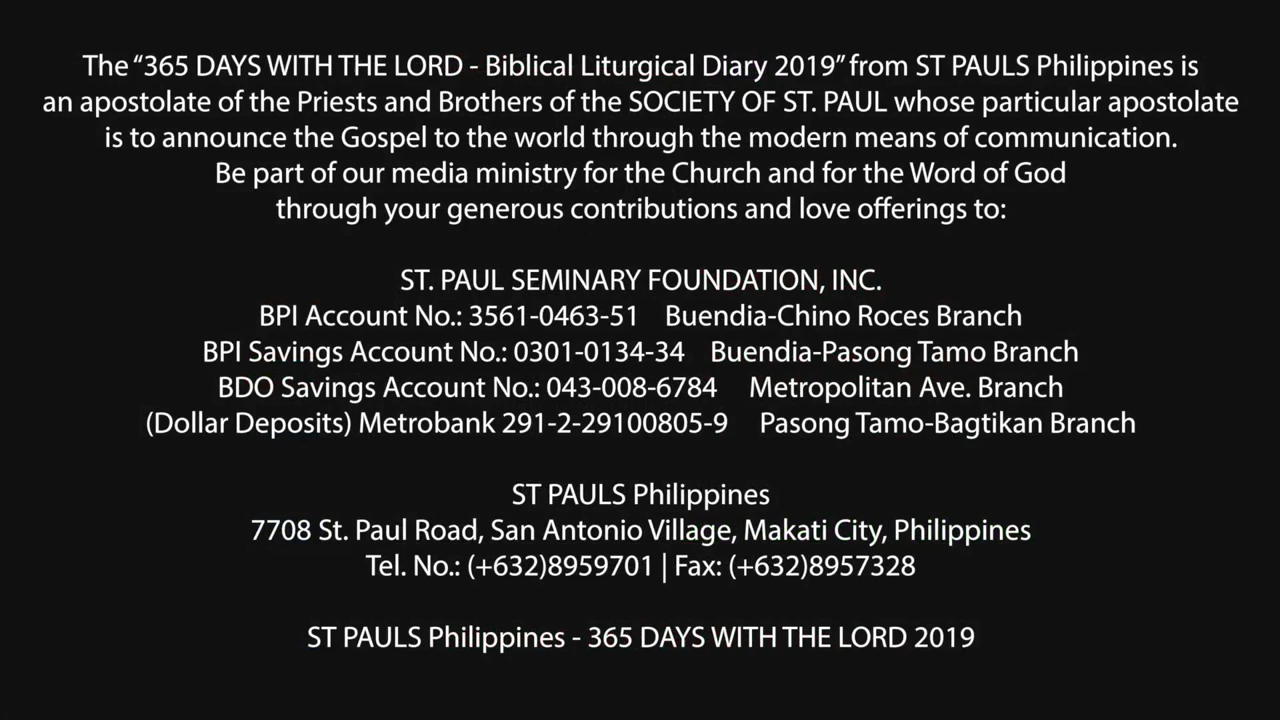 The “365 DAYS WITH THE LORD - Biblical Liturgical Diary 2019” from ST PAULS Philippines is
an apostolate of the Priests and Brothers of the SOCIETY OF ST. PAUL whose particular apostolate
is to announce the Gospel to the world through the modern means of communication.
Be part of our media ministry for the Church and for the Word of God
through your generous contributions and love offerings to:
ST. PAUL SEMINARY FOUNDATION, INC.
BPI Account No.: 3561-0463-51 Buendia-Chino Roces Branch
BPI Savings Account No.: 0301-0134-34 Buendia-Pasong Tamo Branch
BDO Savings Account No.: 043-008-6784 Metropolitan Ave. Branch
(Dollar Deposits) Metrobank 291-2-29100805-9 Pasong Tamo-Bagtikan Branch
ST PAULS Philippines
7708 St. Paul Road, San Antonio Village, Makati City, Philippines
Tel. No.: (+632)8959701 | Fax: (+632)8957328
ST PAULS Philippines - 365 DAYS WITH THE LORD 2019